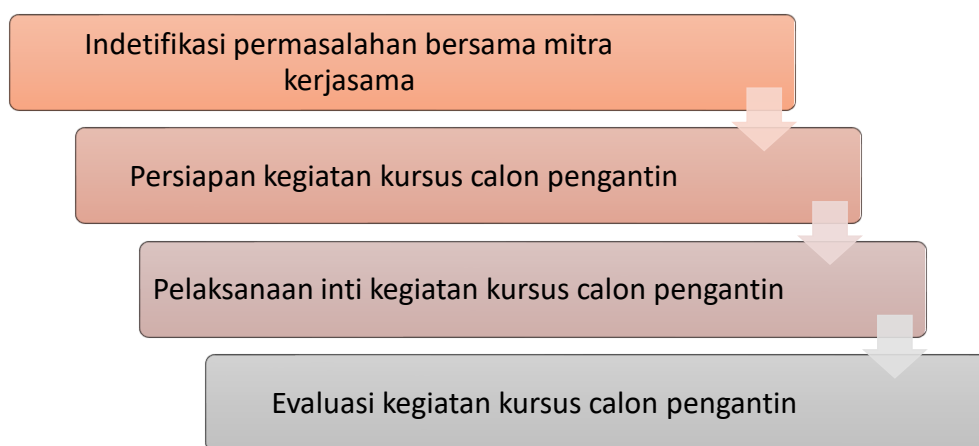 Indetifikasi permasalahan bersama mitra
kerjasama
Persiapan kegiatan kursus calon pengantin
Pelaksanaan inti kegiatan kursus calon pengantin
Evaluasi kegiatan kursus calon pengantin